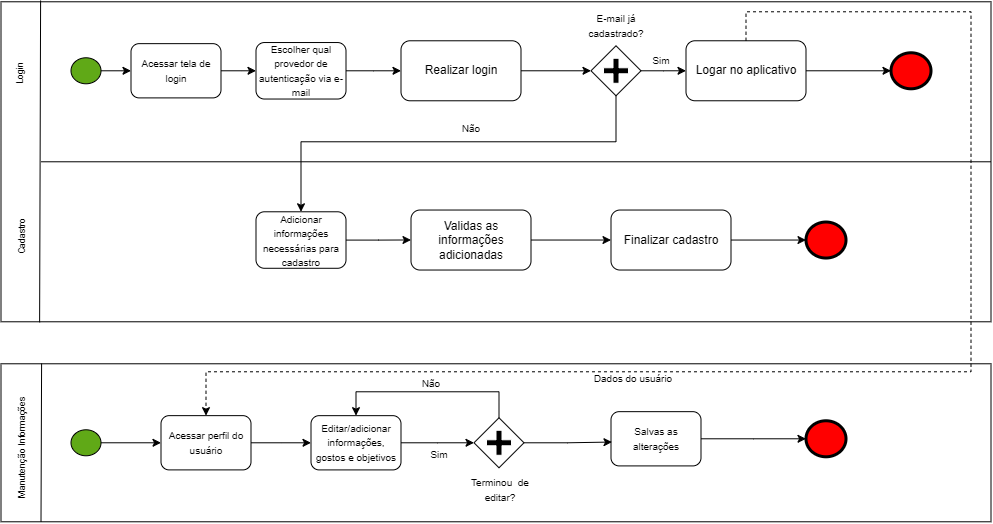 Login
Acessar tela de
login
Escolher qual
provedor de
autenticação via e-
mail
Realizar login
E-mail já
cadastrado?
Sim
Logar no aplicativo
Não
Cadastro
Adicionar
informações
necessárias para
cadastro
Validas as
informações
adicionadas
Finalizar cadastro
Dados do usuário
Manutenção Informações
Acessar perfil do
usuário
Não
Editar/adicionar
informações,
gostos e objetivos
Sim
Terminou de
editar?
Salvas as
alterações